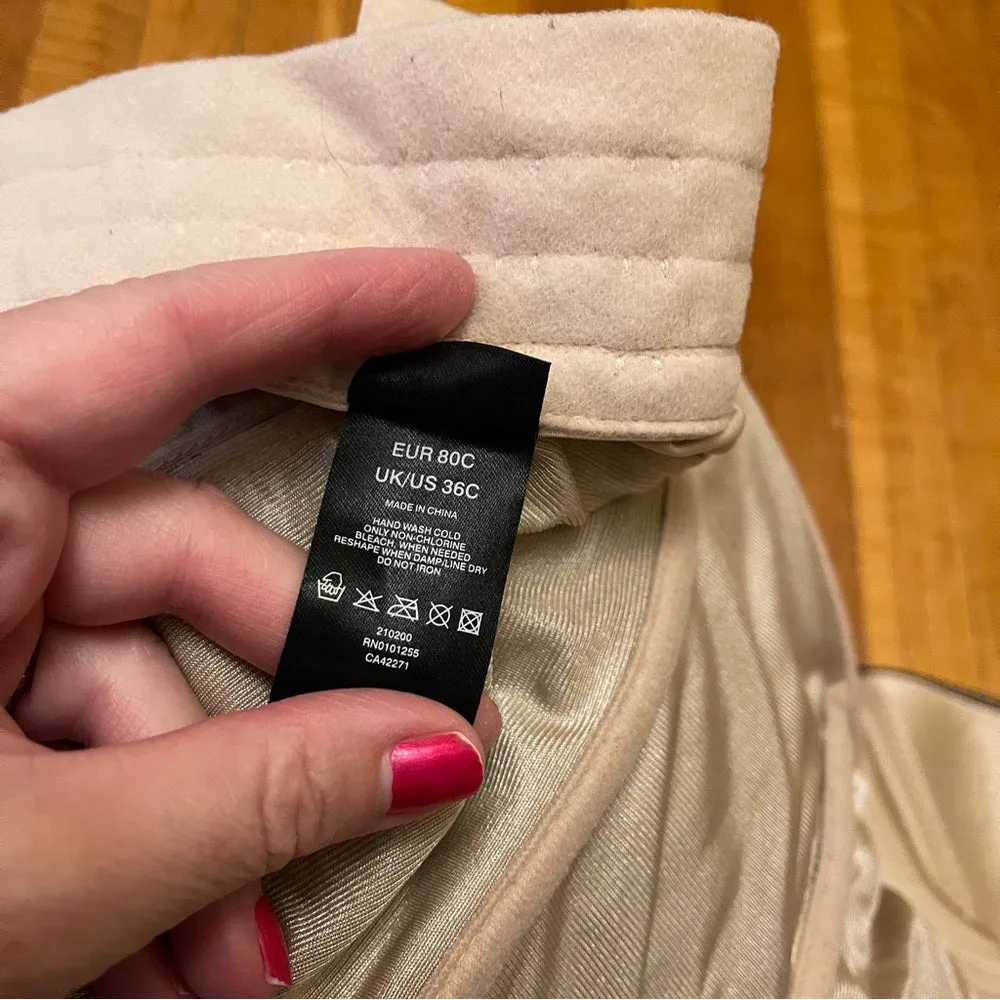 EUR 80C
UK/US 36C
MADE IN CHINA
HAND WASH COLD
ONLY NON-CHLORINE
BLEACH, WHEN NEEDED
RESHAPE WHEN DAMP/LINE DRY
DO NOT IRON
210200
RN0101255
CA42271